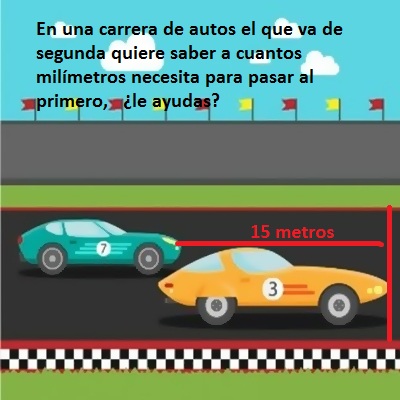 En una carrera de autos el que va de
segunda quiere saber a cuantos
milímetros necesita para pasar al
primero, ¿le ayudas?
15 metros
7
3